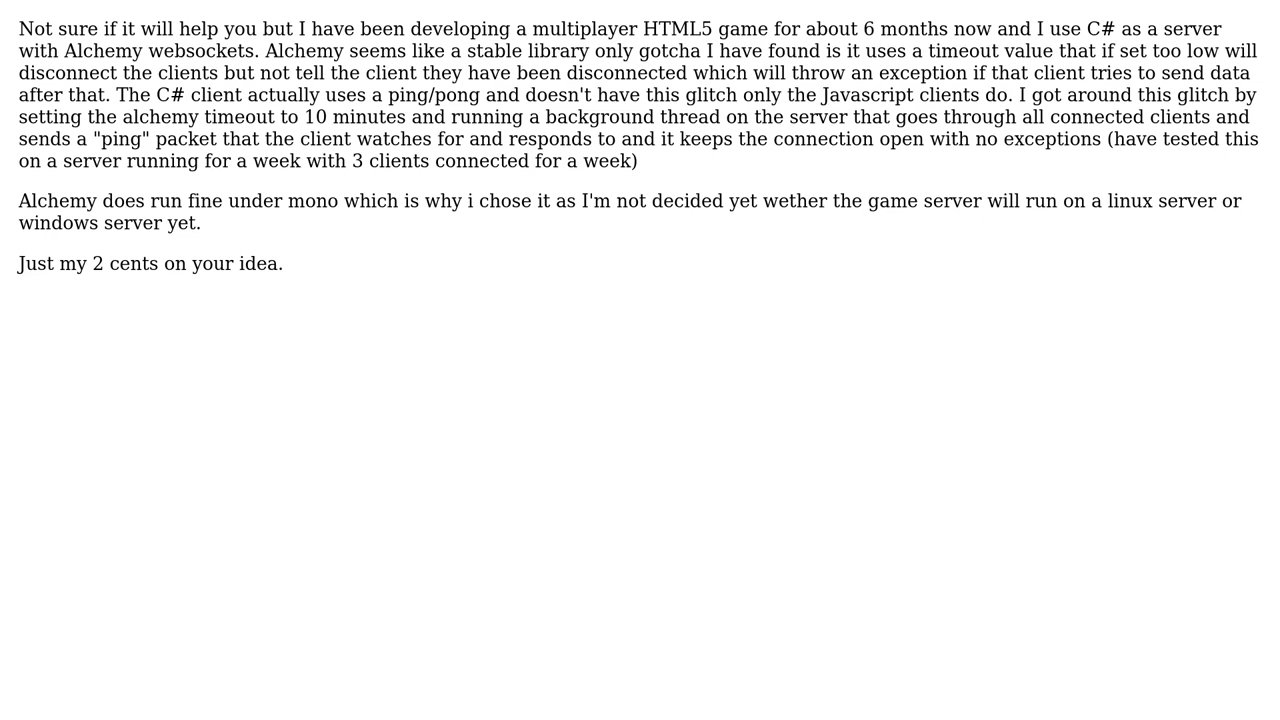 Not sure if it will help you but I have been developing a multiplayer HTML5 game for about 6 months now and I use C# as a server
with Alchemy websockets. Alchemy seems like a stable library only gotcha I have found is it uses a timeout value that if set too low will
disconnect the clients but not tell the client they have been disconnected which will throw an exception if that client tries to send data
after that. The C# client actually uses a ping/pong and doesn't have this glitch only the Javascript clients do. I got around this glitch by
setting the alchemy timeout to 10 minutes and running a background thread on the server that goes through all connected clients and
sends a "ping" packet that the client watches for and responds to and it keeps the connection open with no exceptions (have tested this
on a server running for a week with 3 clients connected for a week)
Alchemy does run fine under mono which is why i chose it as I'm not decided yet wether the game server will run on a linux server or
windows server yet.
Just my 2 cents on your idea.